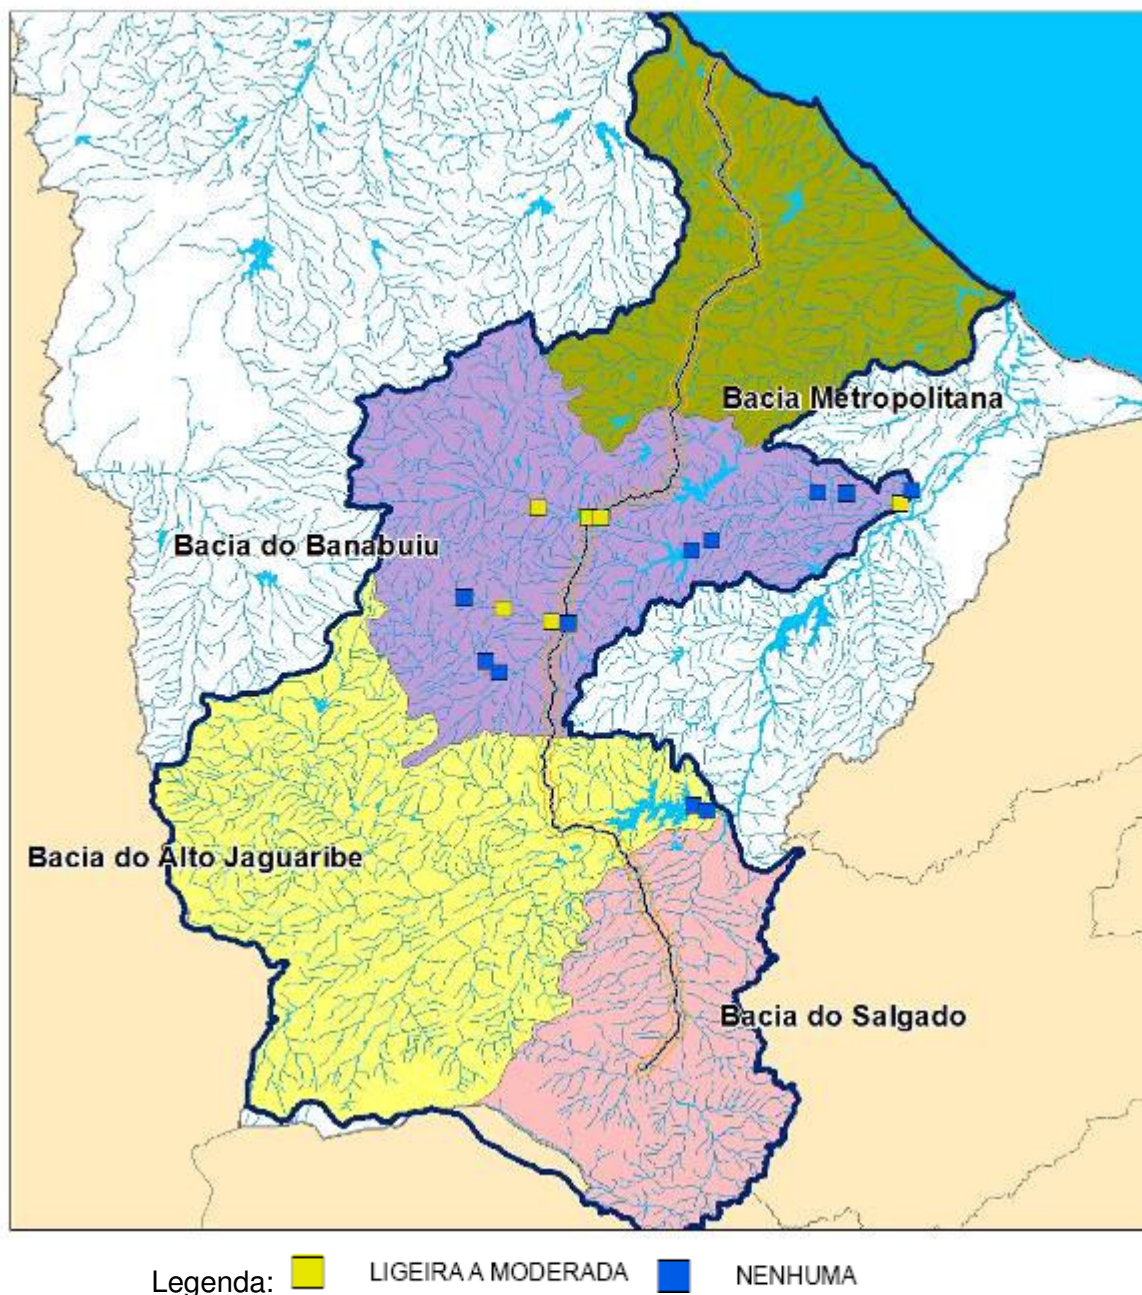 Bacia Metropolitana
Bacia do Banabuiu
Bacia do Alto Jaguaribe
Bacia do Salgado
Legenda: LIGEIRA A MODERADA NENHUMA